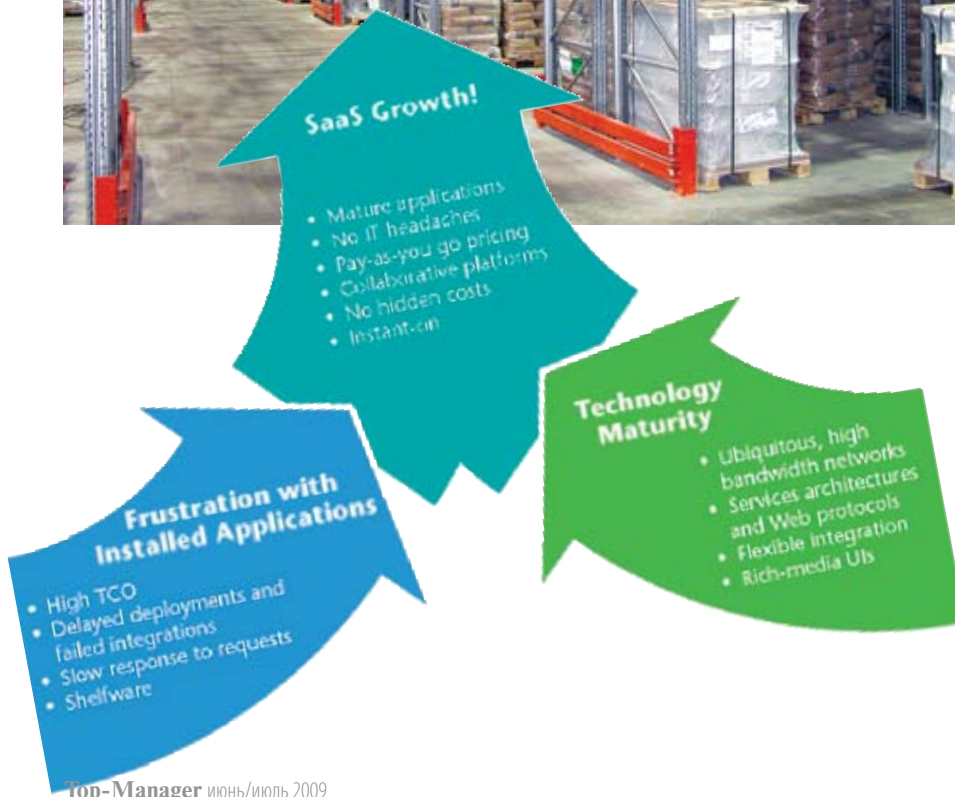 SaaS Growth!
• Mature applications
• No IT headaches
• Pay-as-you go pricing
• Collaborative platforms
• No hidden costs
• Instant-on
Frustration with
Installed Applications
• High TCO
• Delayed deployments and
failed integrations
• Slow response to requests
• Shelfware
Technology
Maturity
• Ubiquitous, high
bandwidth networks
• Services architectures
and Web protocols
• Flexible integration
• Rich-media UIs
Top-Manager июнь/июль 2009